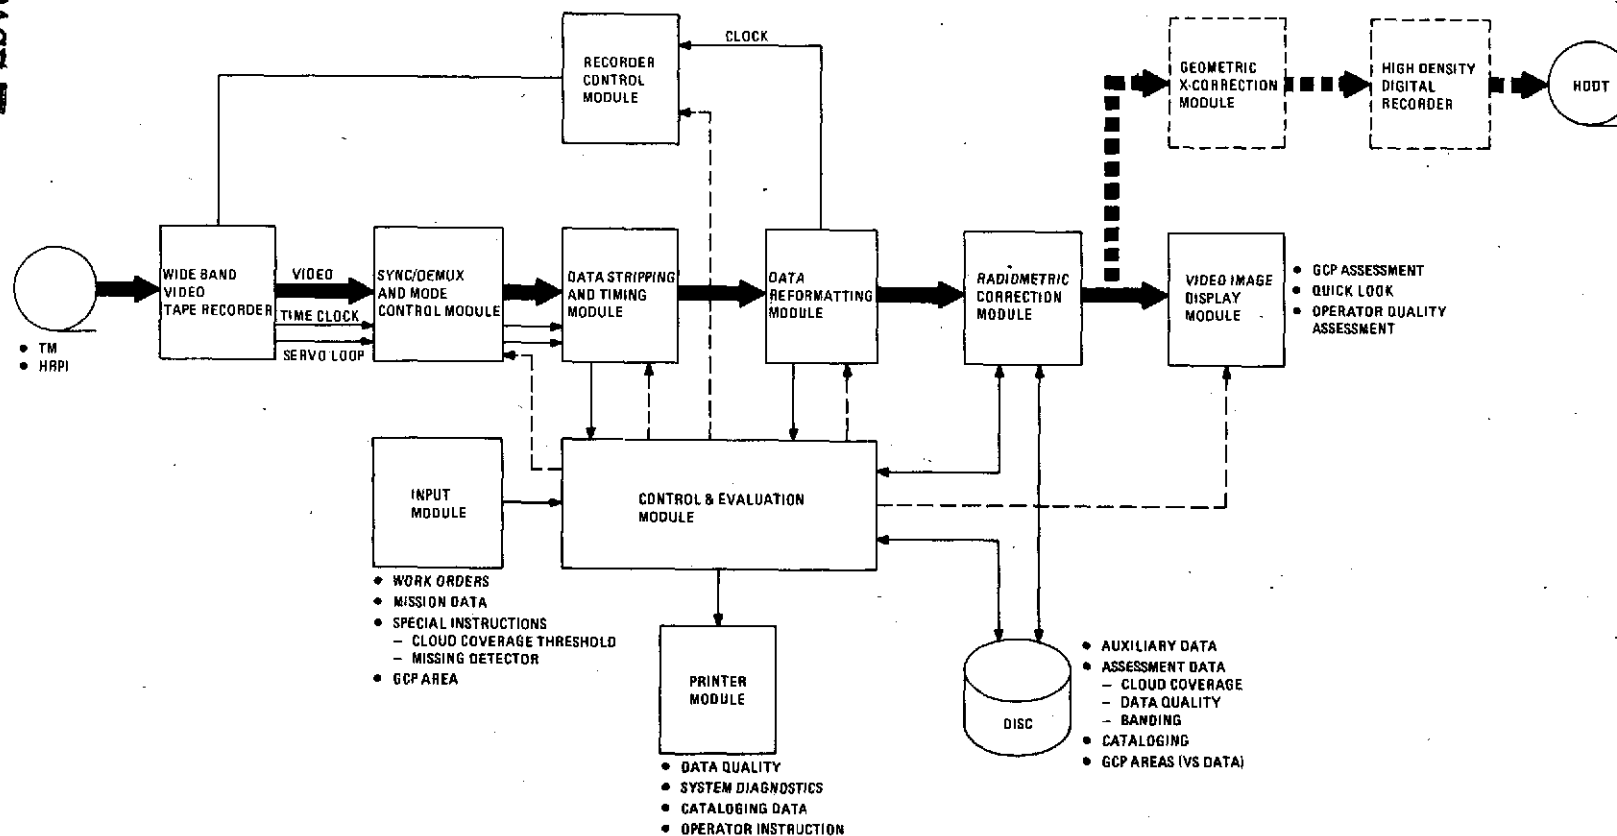 CLOCK
RECORDER
CONTROL
MODULE
GEOMETRIC
X-CORRECTION
MODULE
HIGH DENSITY
DIGITAL
RECORDER
HDDT
WIDE BAND
VIDEO
TAPE RECORDER
VIDEO
TIME CLOCK
SERVO LOOP
SYNC/DEMUX
AND MODE
CONTROL MODULE
DATA STRIPPING
AND TIMING
MODULE
DATA
REFORMATTING
MODULE
RADIOMETRIC
CORRECTION
MODULE
VIDEO IMAGE
DISPLAY
MODULE
● GCP ASSESSMENT
● QUICK LOOK
● OPERATOR QUALITY
ASSESSMENT
● TM
● HRPI
INPUT
MODULE
CONTROL & EVALUATION
MODULE
● WORK ORDERS
● MISSION DATA
● SPECIAL INSTRUCTIONS
– CLOUD COVERAGE THRESHOLD
– MISSING DETECTOR
● GCP AREA
PRINTER
MODULE
● DATA QUALITY
● SYSTEM DIAGNOSTICS
● CATALOGING DATA
● OPERATOR INSTRUCTION
DISC
● AUXILIARY DATA
● ASSESSMENT DATA
– CLOUD COVERAGE
– DATA QUALITY
– BANDING
● CATALOGING
● GCP AREAS (VS DATA)